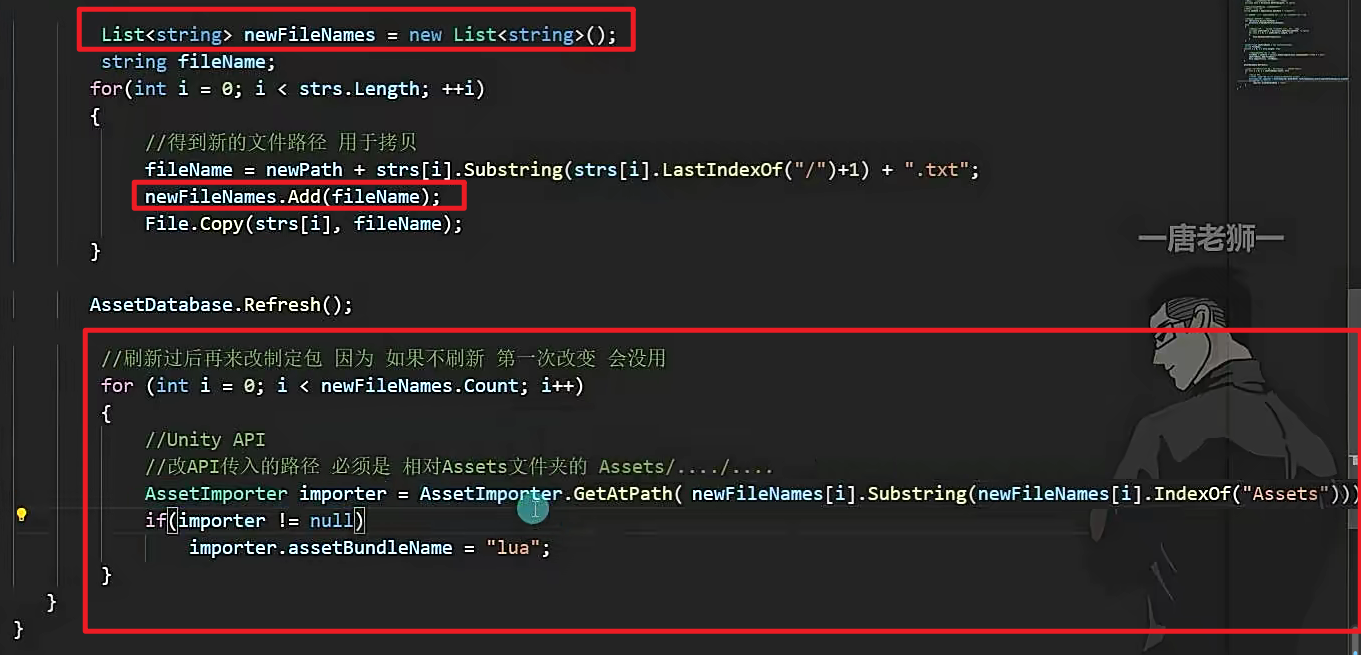 List<string> newFileNames = new List<string>();
string fileName;
for(int i = 0; i < strs.Length; ++i)
{
//得到新的文件路径 用于拷贝
fileName = newPath + strs[i].Substring(strs[i].LastIndexOf("/")+1) + ".txt";
newFileNames.Add(fileName);
File.Copy(strs[i], fileName);
}
一唐老狮一
AssetDatabase.Refresh();
//刷新过后再来改制定包 因为 如果不刷新 第一次改变 会没用
for (int i = 0; i < newFileNames.Count; i++)
{
//Unity API
//改API传入的路径 必须是 相对Assets文件夹的 Assets/..../....
AssetImporter importer = AssetImporter.GetAtPath( newFileNames[i].Substring(newFileNames[i].IndexOf("Assets")))
if(importer != null)
importer.assetBundleName = "lua";
}
}
}